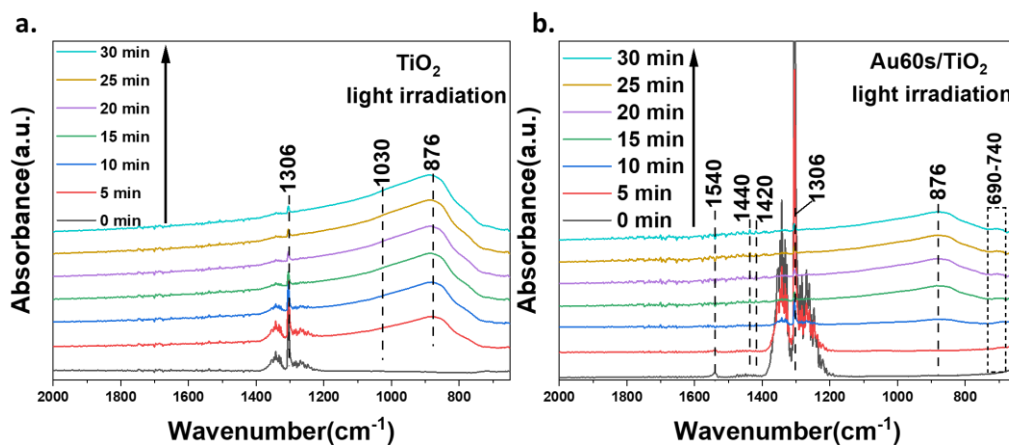 a.
Absorbance(a.u.)
30 min
25 min
20 min
15 min
10 min
5 min
0 min
TiO₂
light irradiation
1306
1030
876
2000 1800 1600 1400 1200 1000 800
Wavenumber(cm⁻¹)
b.
Absorbance(a.u.)
30 min
25 min
20 min
15 min
10 min
5 min
0 min
Au60s/TiO₂
light irradiation
1540
1440
1420
1306
876
690-740
2000 1800 1600 1400 1200 1000 800
Wavenumber(cm⁻¹)